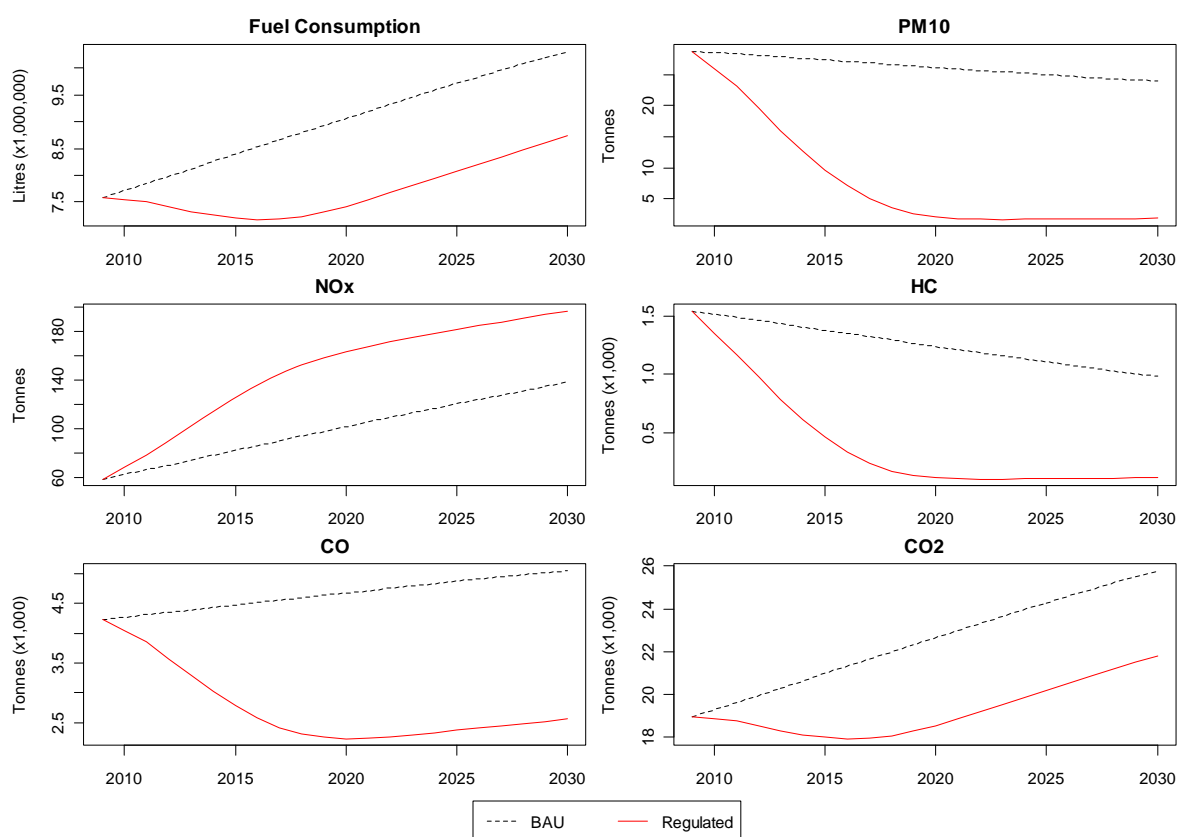 Fuel Consumption
Litres (x1,000,000)
9.5
8.5
7.5
2010 2015 2020 2025 2030
PM10
Tonnes
20
10
5
2010 2015 2020 2025 2030
NOx
Tonnes
180
140
100
60
2010 2015 2020 2025 2030
HC
Tonnes (x1,000)
1.5
1.0
0.5
2010 2015 2020 2025 2030
CO
Tonnes (x1,000)
4.5
3.5
2.5
2010 2015 2020 2025 2030
CO2
Tonnes (x1,000)
26
24
22
20
18
2010 2015 2020 2025 2030
BAU Regulated